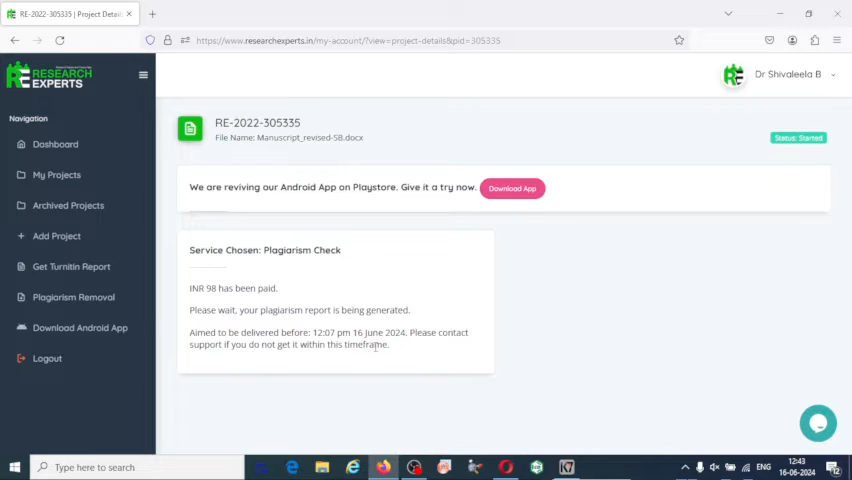 RE-2022-305335 | Project Details
https://www.researchexperts.in/my-account/?view=project-details&pid=305335
RESEARCH
EXPERTS
Dr Shivaleela B
Navigation
Dashboard
My Projects
Archived Projects
Add Project
Get Turnitin Report
Plagiarism Removal
Download Android App
Logout
RE-2022-305335
File Name: Manuscript_revised-SB.docx
Status: Started
We are reviving our Android App on Playstore. Give it a try now. Download App
Service Chosen: Plagiarism Check
INR 98 has been paid.
Please wait, your plagiarism report is being generated.
Aimed to be delivered before: 12:07 pm 16 June 2024. Please contact
support if you do not get it within this timeframe.
Type here to search
K7
ENG
12:43
16-06-2024
12